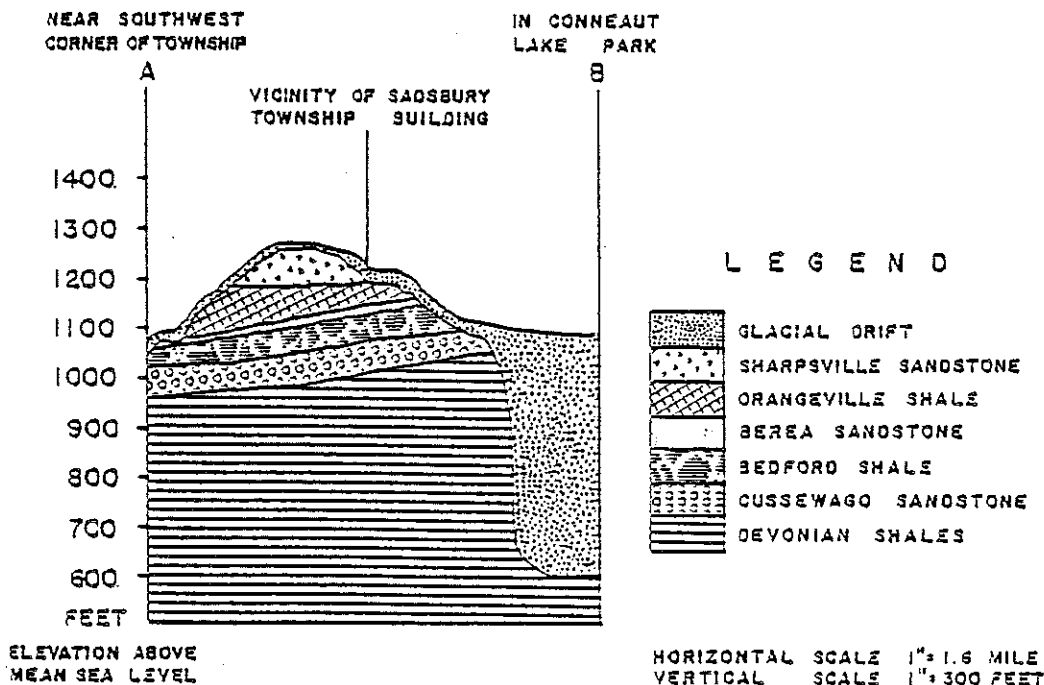 NEAR SOUTHWEST
CORNER OF TOWNSHIP
A
IN CONNEAUT
LAKE PARK
B
VICINITY OF SADSBURY
TOWNSHIP BUILDING
1400
1300
1200
1100
1000
900
800
700
600
FEET
ELEVATION ABOVE
MEAN SEA LEVEL
LEGEND
GLACIAL DRIFT
SHARPSVILLE SANDSTONE
ORANGEVILLE SHALE
BEREA SANDSTONE
BEDFORD SHALE
CUSSEWAGO SANDSTONE
DEVONIAN SHALES
HORIZONTAL SCALE 1"= 1.6 MILE
VERTICAL SCALE 1"= 300 FEET